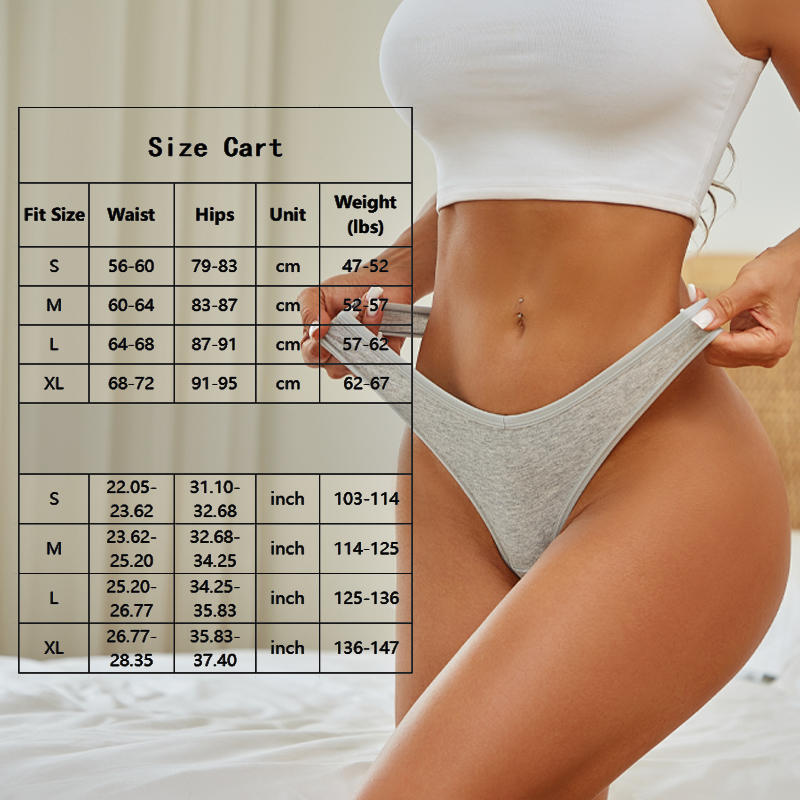 Size Cart
Fit Size Waist Hips Unit Weight (lbs)
S 56-60 79-83 cm 47-52
M 60-64 83-87 cm 52-57
L 64-68 87-91 cm 57-62
XL 68-72 91-95 cm 62-67
S 22.05-23.62 31.10-32.68 inch 103-114
M 23.62-25.20 32.68-34.25 inch 114-125
L 25.20-26.77 34.25-35.83 inch 125-136
XL 26.77-28.35 35.83-37.40 inch 136-147